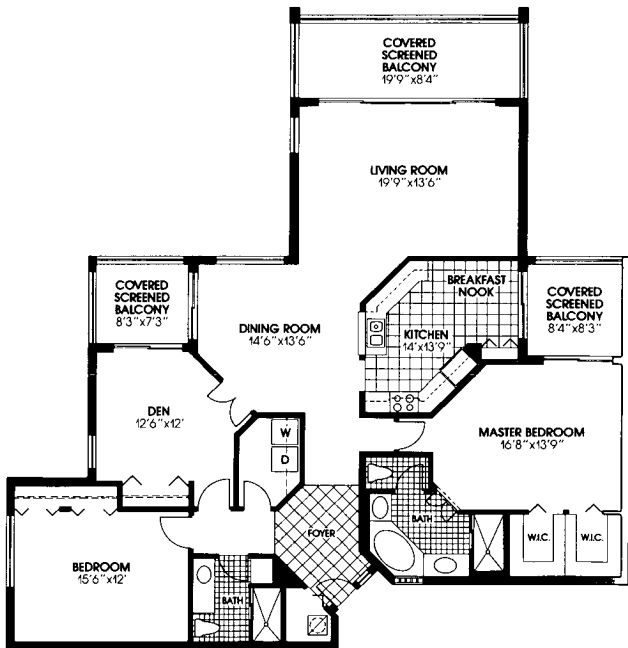 COVERED
SCREENED
BALCONY
19'9"x8'4"
LIVING ROOM
19'9"x13'6"
COVERED
SCREENED
BALCONY
8'3"x7'3"
DINING ROOM
14'6"x13'6"
BREAKFAST
NOOK
KITCHEN
14'x13'9"
COVERED
SCREENED
BALCONY
8'4"x8'3"
DEN
12'6"x12'
W
D
MASTER BEDROOM
16'8"x13'9"
BATH
W.I.C.
W.I.C.
FOYER
BEDROOM
15'6"x12'
BATH